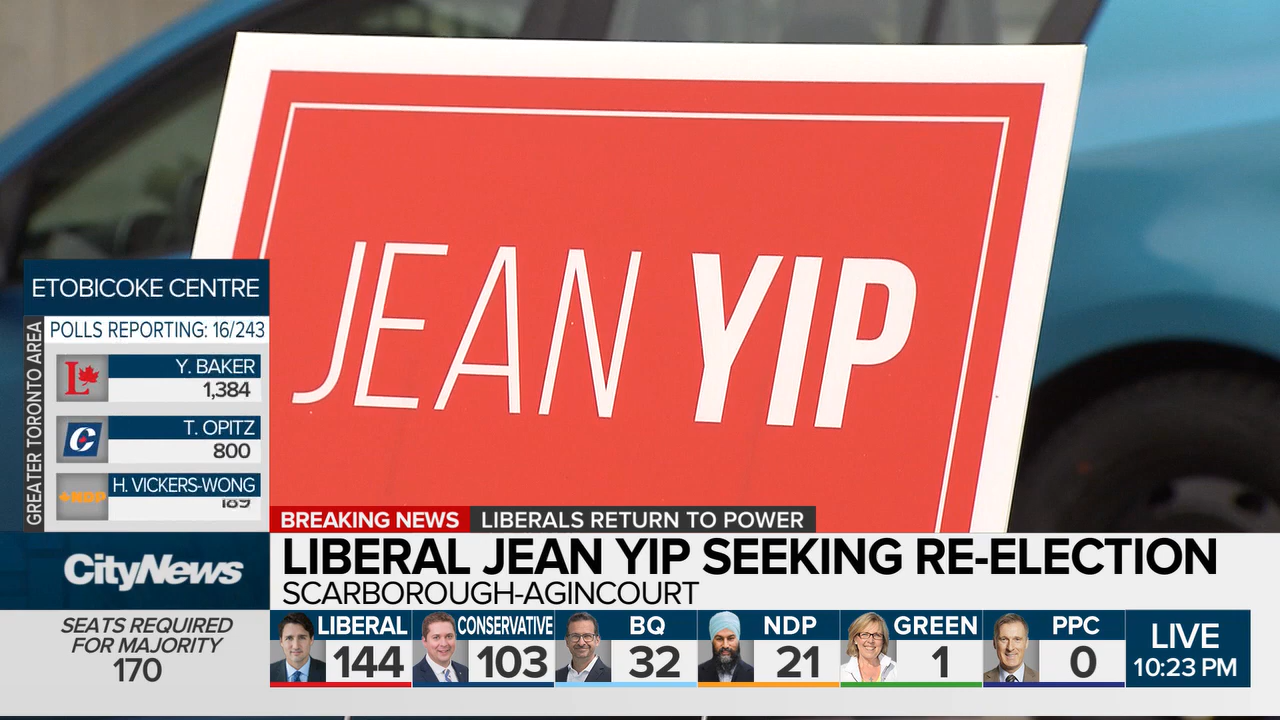 JEAN YIP
ETOBICOKE CENTRE
GREATER TORONTO AREA
POLLS REPORTING: 16/243
Y. BAKER
1,384
T. OPITZ
800
NDP
H. VICKERS-WONG
189
BREAKING NEWS LIBERALS RETURN TO POWER
LIBERAL JEAN YIP SEEKING RE-ELECTION
SCARBOROUGH-AGINCOURT
CityNews
SEATS REQUIRED
FOR MAJORITY
170
LIBERAL
144
CONSERVATIVE
103
BQ
32
NDP
21
GREEN
1
PPC
0
LIVE
10:23 PM